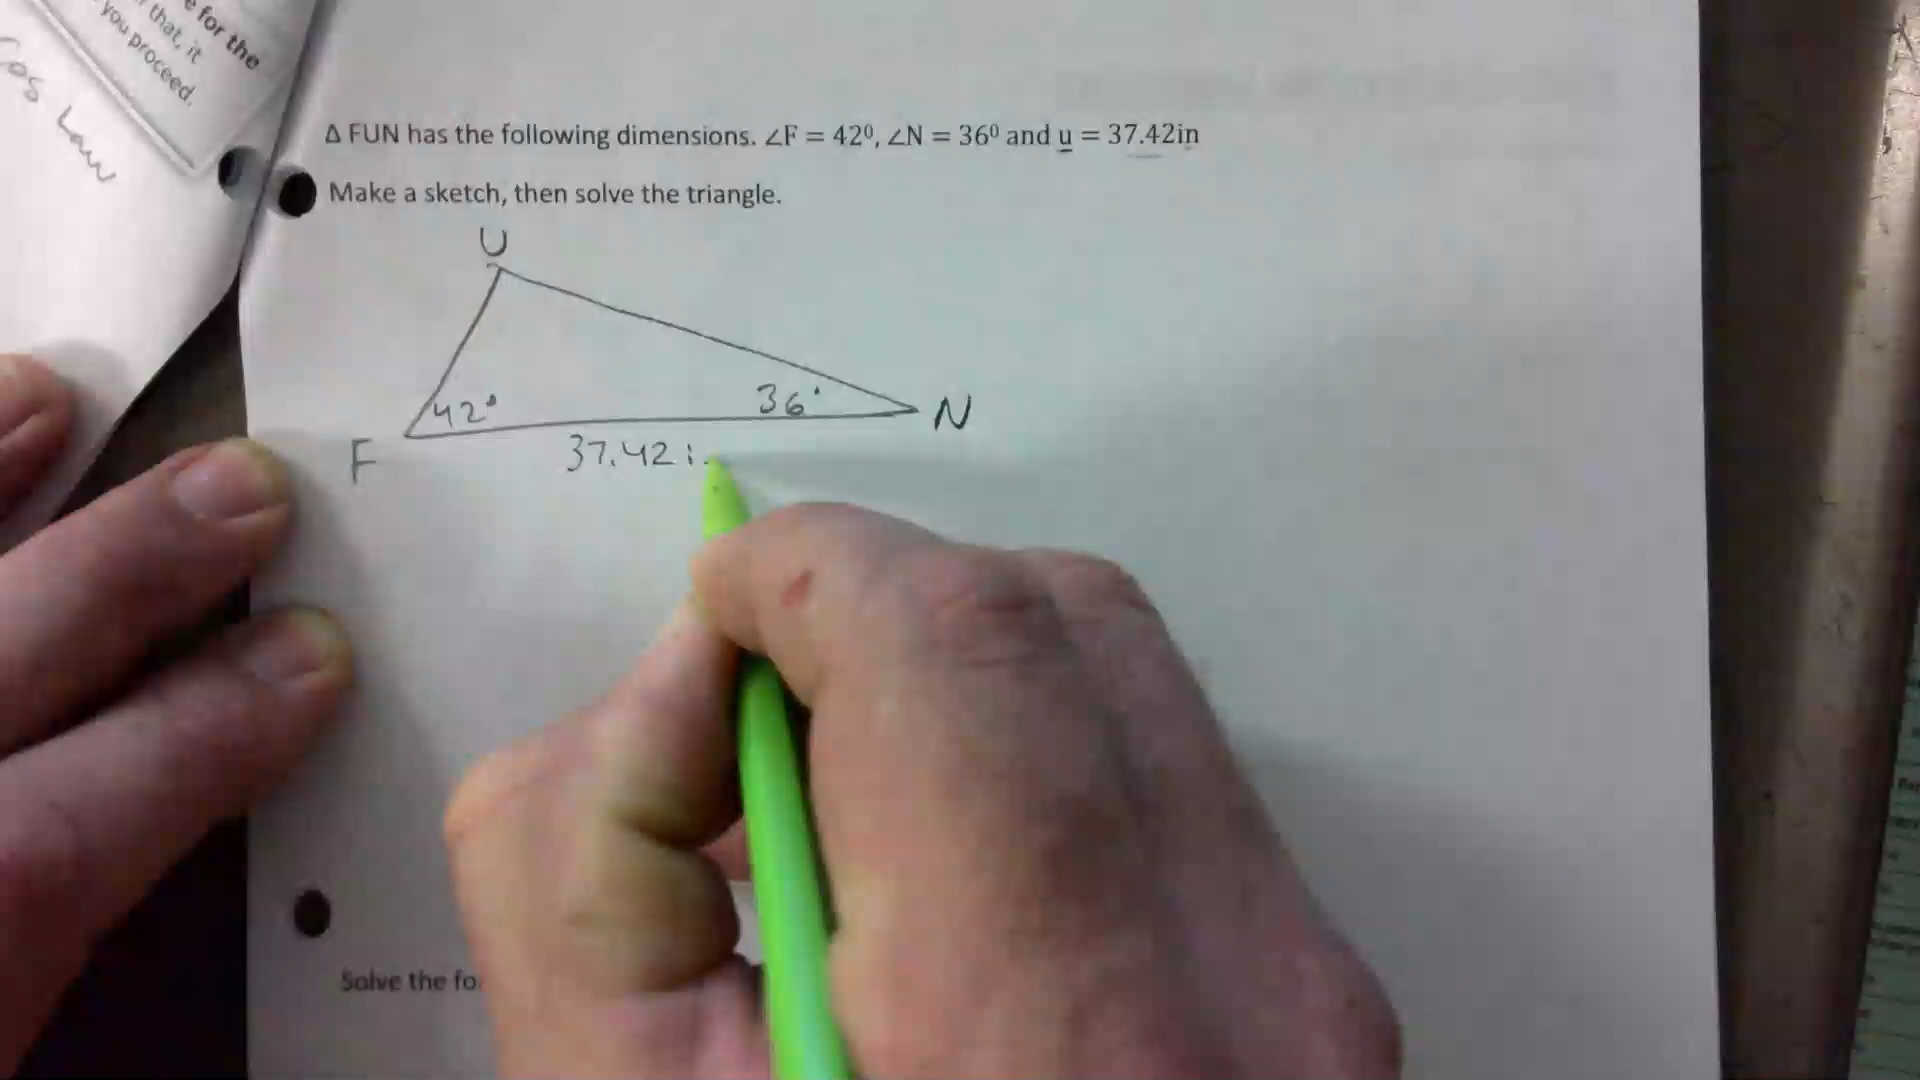 e for the
that, it
you proceed.
Cos Law
Δ FUN has the following dimensions. ∠F = 42⁰, ∠N = 36⁰ and u = 37.42in
Make a sketch, then solve the triangle.
U
42°
36°
N
F
37.42 i
Solve the fo